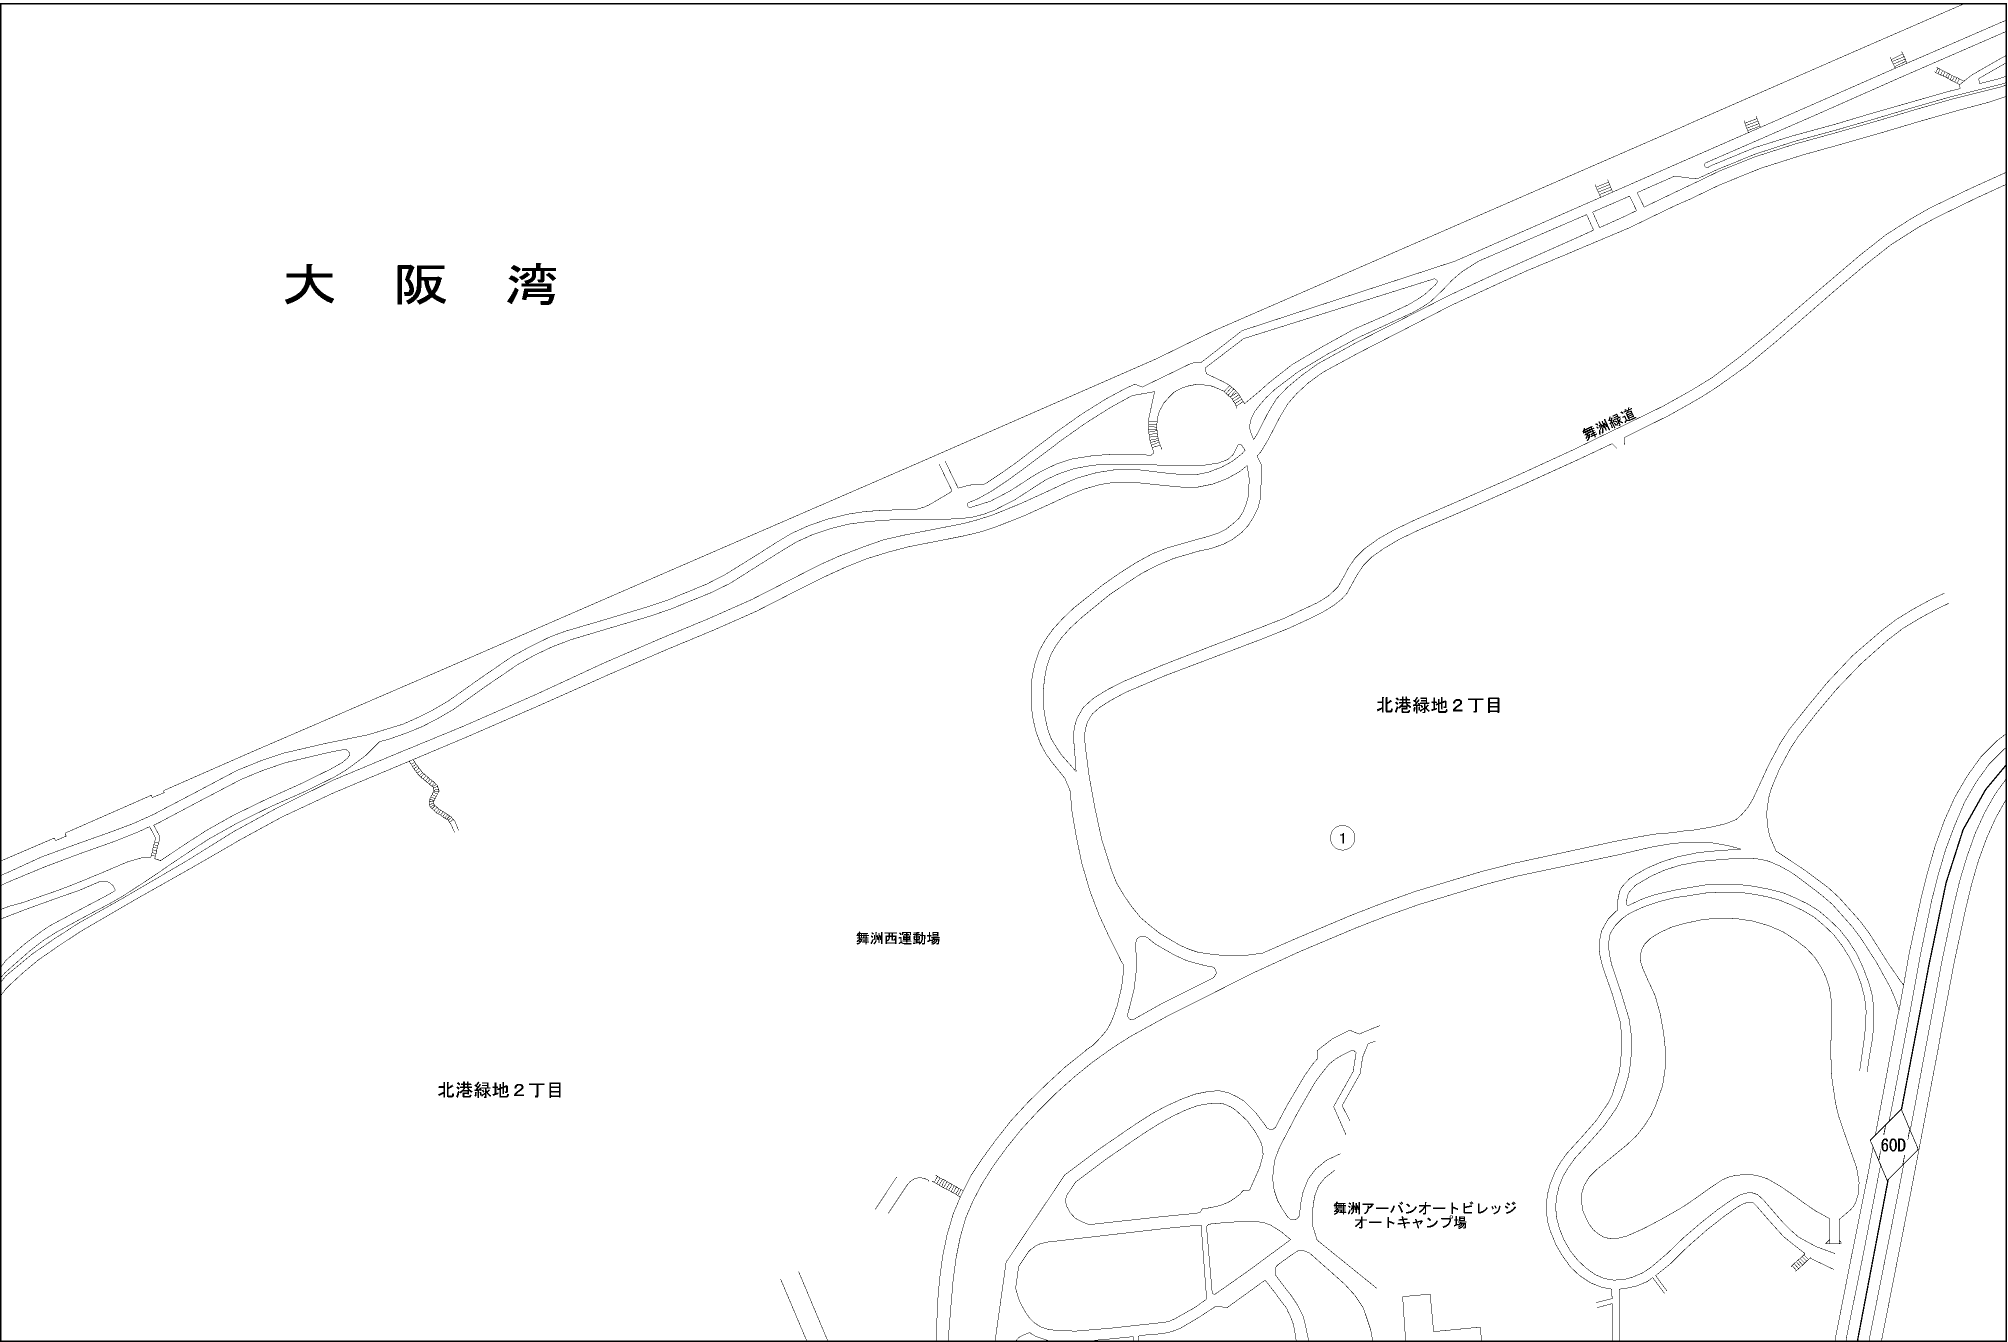 大阪湾
舞洲緑道
北港緑地２丁目
1
舞洲西運動場
北港緑地２丁目
60D
舞洲アーバンオートビレッジ
オートキャンプ場